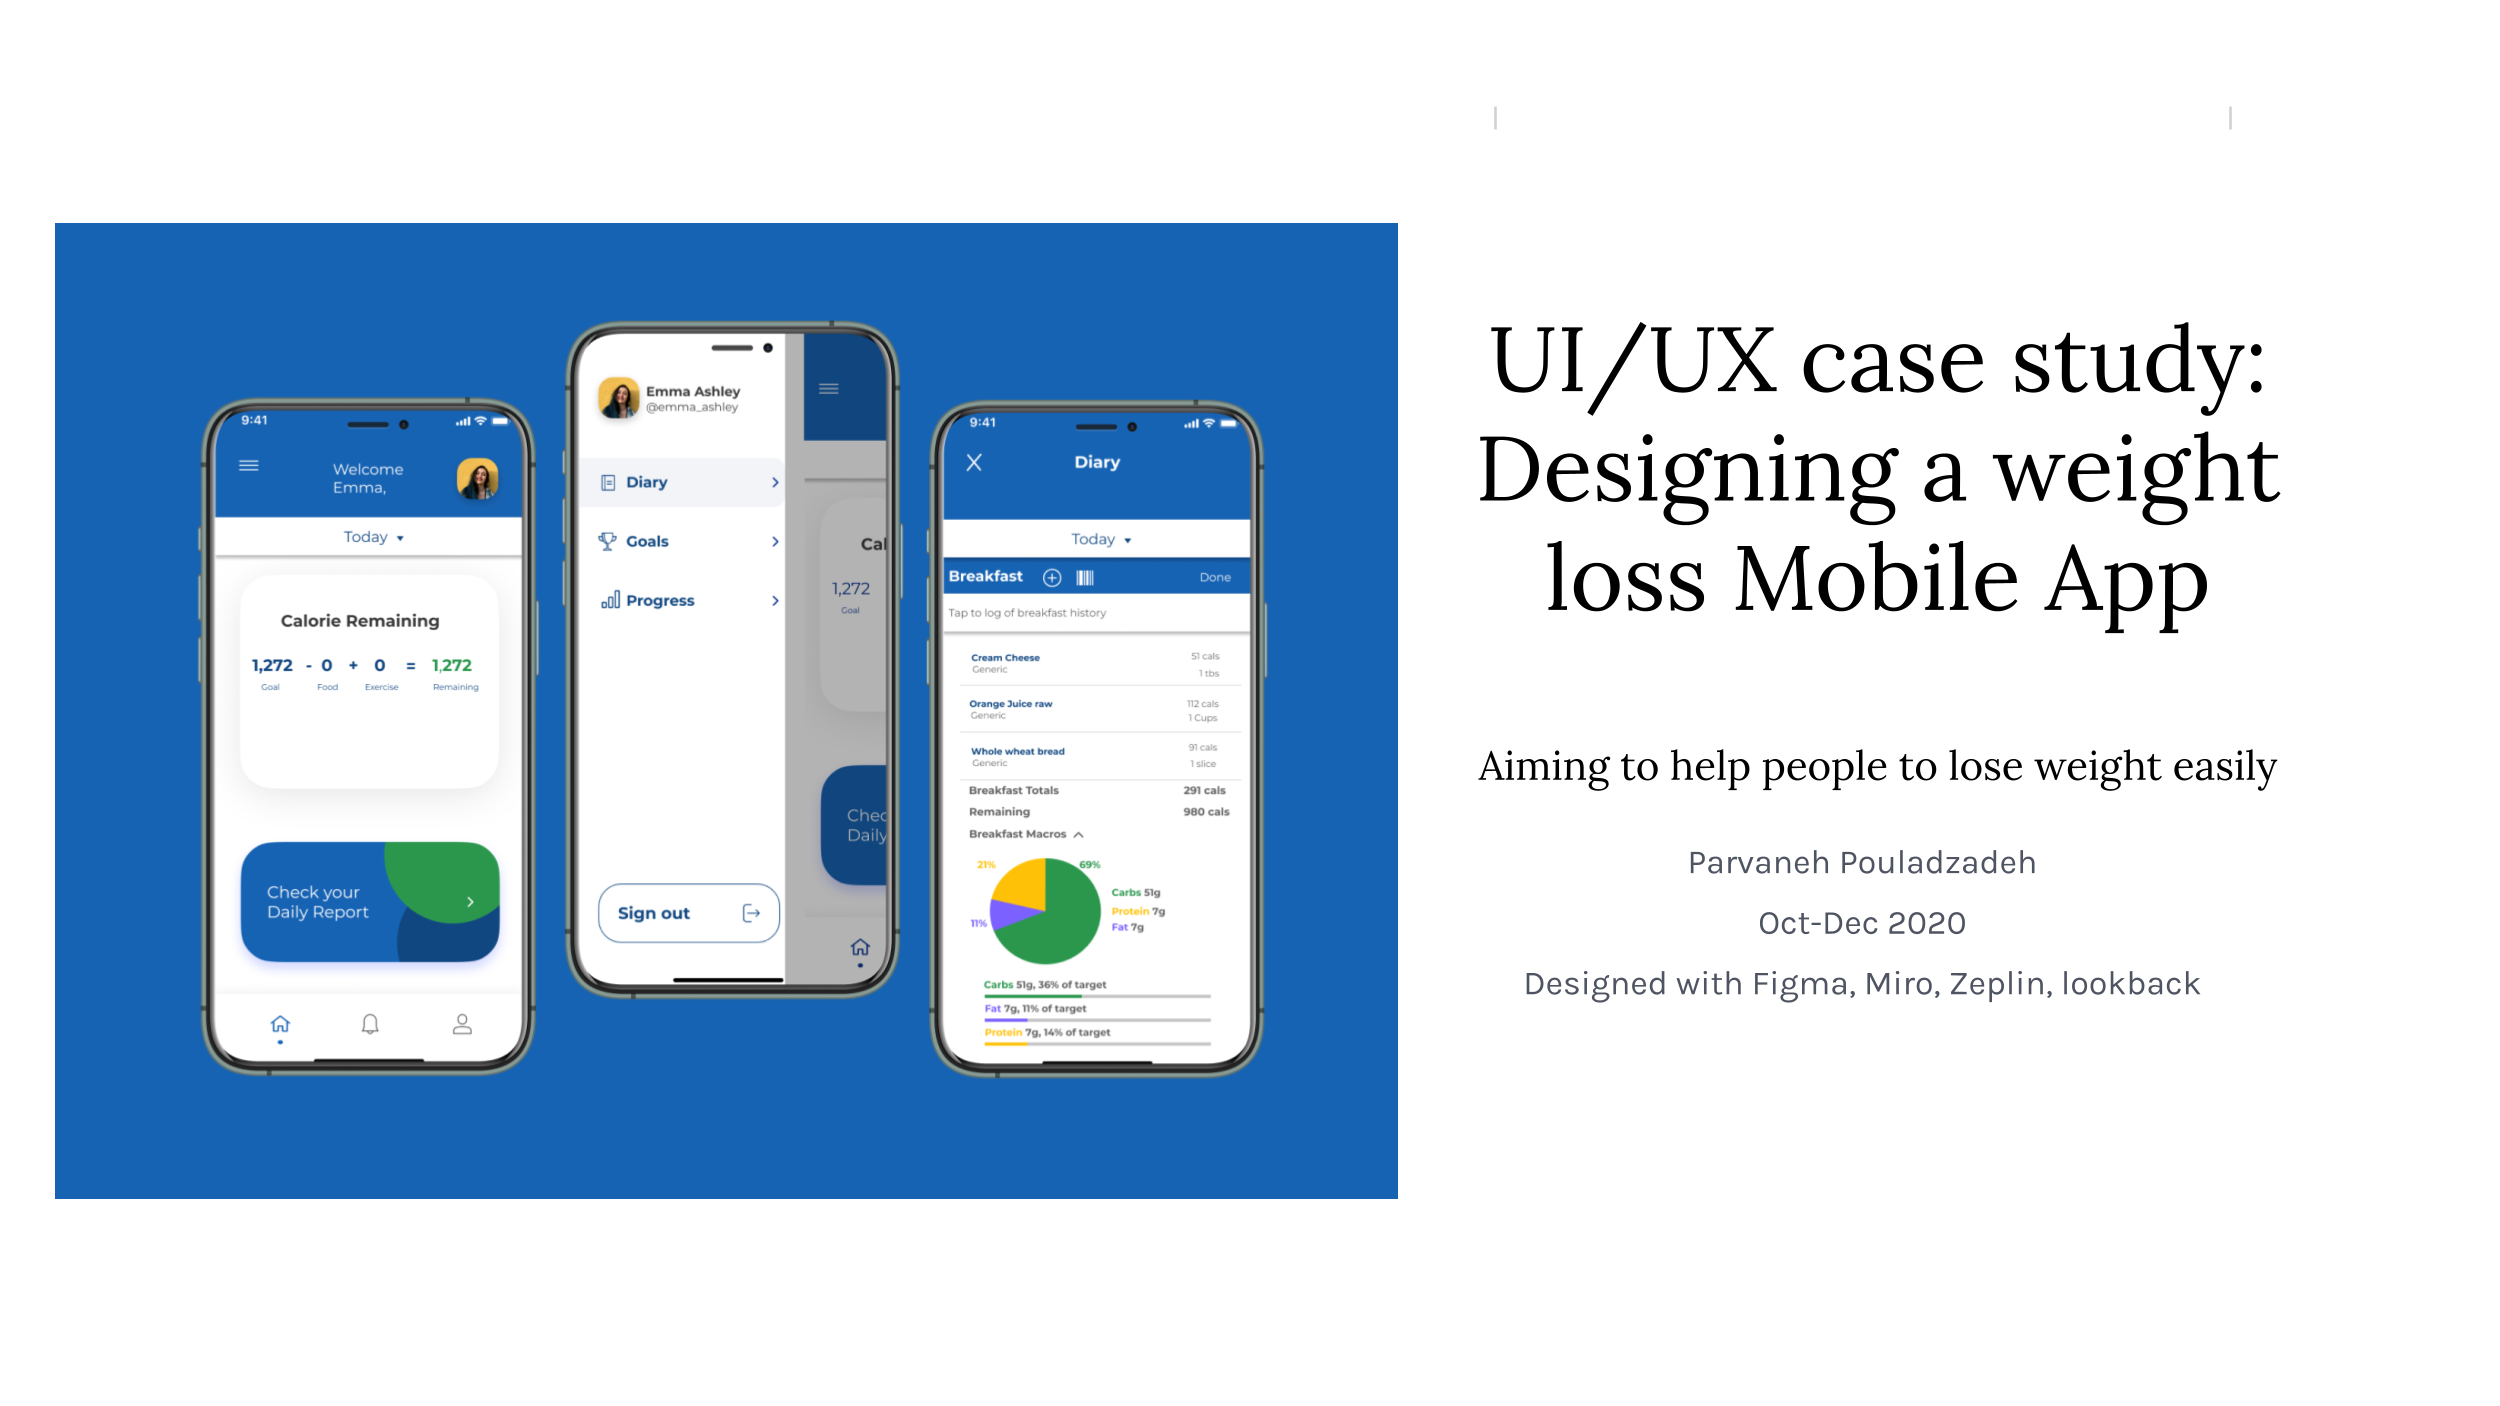 9:41
Welcome
Emma,
Today
Calorie Remaining
1,272 - 0 + 0 = 1,272
Goal Food Exercise Remaining
Check your
Daily Report
Emma Ashley
@emma_ashley
Diary
Goals
Progress
Sign out
Cal
1,272
Goal
Chec
Daily
9:41
Diary
Today
Breakfast Done
Tap to log of breakfast history
Cream Cheese 51 cals
Generic 1 tbs
Orange Juice raw 112 cals
Generic 1 Cups
Whole wheat bread 91 cals
Generic 1 slice
Breakfast Totals 291 cals
Remaining 980 cals
Breakfast Macros
21% 69%
11%
Carbs 51g
Protein 7g
Fat 7g
Carbs 51g, 36% of target
Fat 7g, 11% of target
Protein 7g, 14% of target
UI/UX case study:
Designing a weight
loss Mobile App
Aiming to help people to lose weight easily
Parvaneh Pouladzadeh
Oct-Dec 2020
Designed with Figma, Miro, Zeplin, lookback